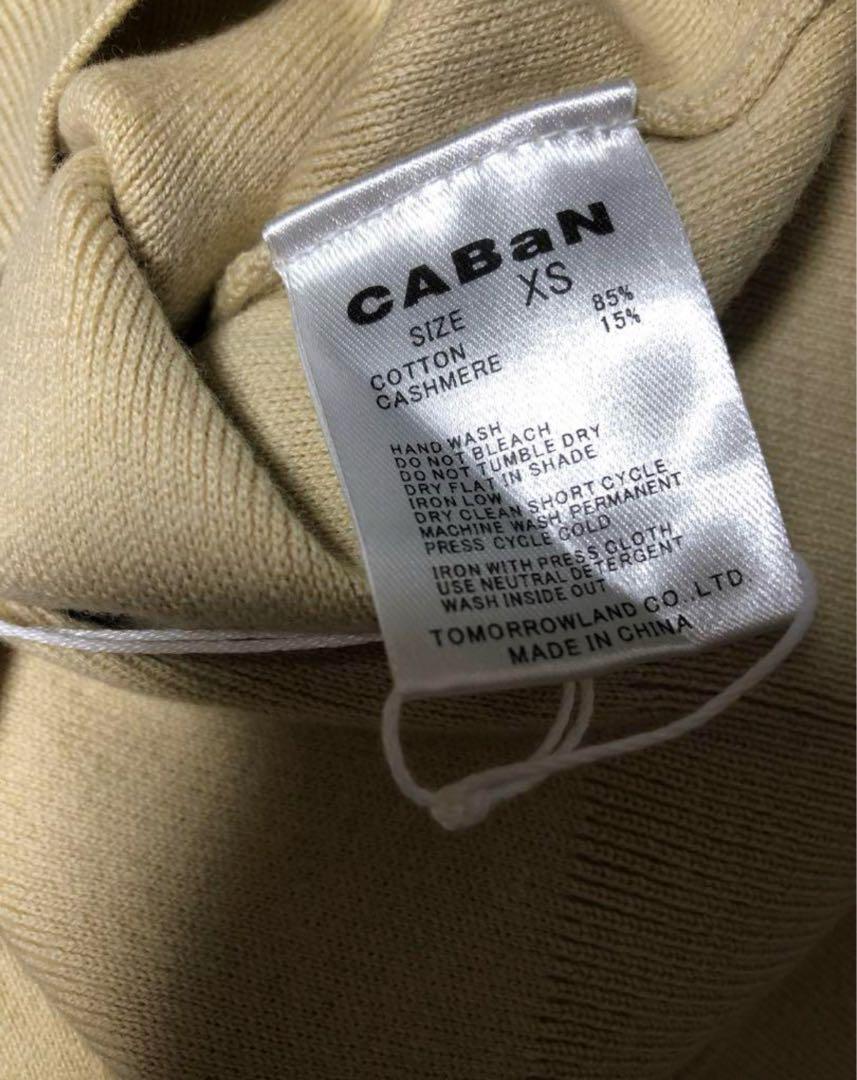 CABaN
SIZE XS
COTTON 85%
CASHMERE 15%
HAND WASH
DO NOT BLEACH
DO NOT TUMBLE DRY
DRY FLAT IN SHADE
IRON LOW
DRY CLEAN SHORT CYCLE
MACHINE WASH, PERMANENT
PRESS CYCLE COLD
IRON WITH PRESS CLOTH
USE NEUTRAL DETERGENT
WASH INSIDE OUT
TOMORROWLAND CO.,LTD.
MADE IN CHINA